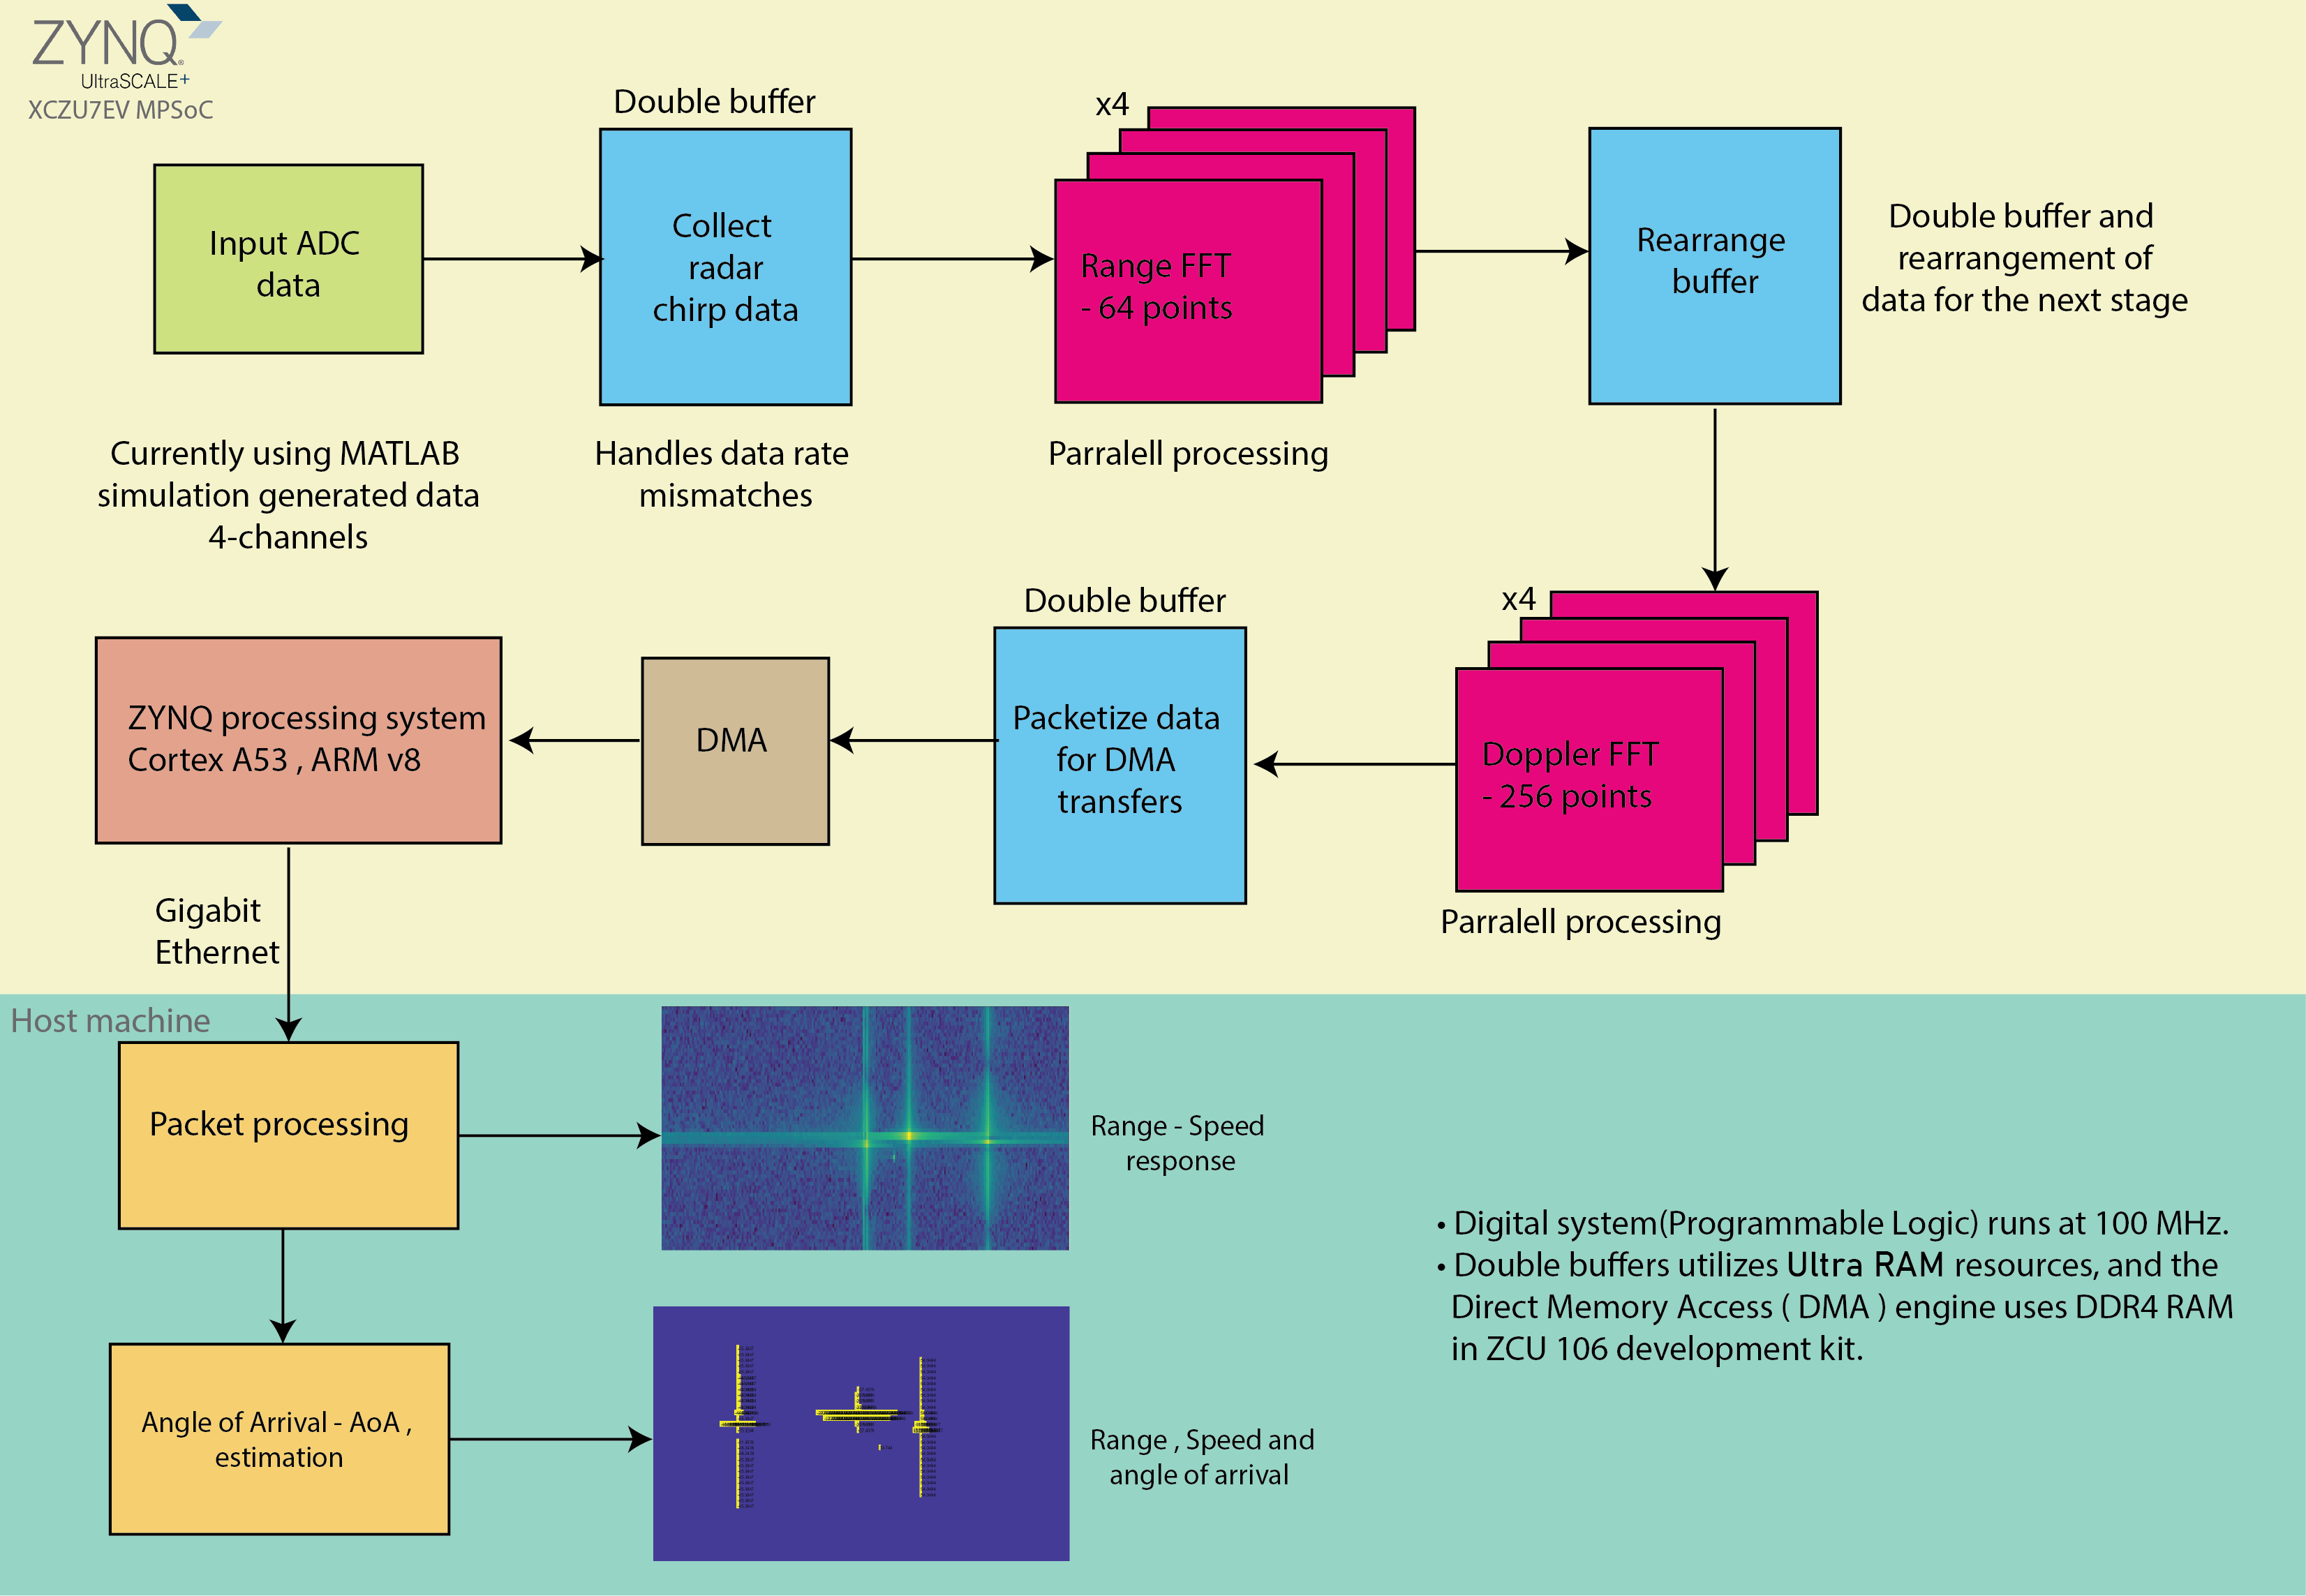 ZYNQ®
UltraSCALE+
XCZU7EV MPSoC
Double buffer
x4
Input ADC
data
Collect
radar
chirp data
Range FFT
- 64 points
Rearrange
buffer
Double buffer and
rearrangement of
data for the next stage
Currently using MATLAB
simulation generated data
4-channels
Handles data rate
mismatches
Parralell processing
Double buffer
x4
ZYNQ processing system
Cortex A53 , ARM v8
DMA
Packetize data
for DMA
transfers
Doppler FFT
- 256 points
Parralell processing
Gigabit
Ethernet
Host machine
Packet processing
Range - Speed
response
• Digital system(Programmable Logic) runs at 100 MHz.
• Double buffers utilizes Ultra RAM resources, and the
Direct Memory Access ( DMA ) engine uses DDR4 RAM
in ZCU 106 development kit.
Angle of Arrival - AoA ,
estimation
Range , Speed and
angle of arrival